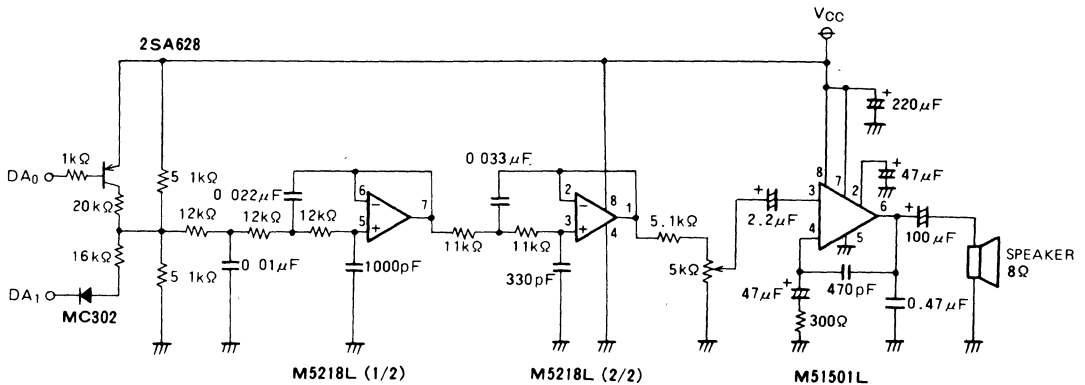 VCC
2SA628
+
220μF
1kΩ
DA0
5 1kΩ
0 022μF
0 033μF
20kΩ
12kΩ
12kΩ
12kΩ
6
−
5
+
7
11kΩ
11kΩ
2
−
3
+
8
1
4
5.1kΩ
5kΩ
+
2.2μF
8
7
2
3
4
5
6
+
47μF
+
100μF
SPEAKER
8Ω
16kΩ
5 1kΩ
0 01μF
1000pF
330pF
470pF
+
47μF
0.47μF
300Ω
DA1
MC302
M5218L (1/2)
M5218L (2/2)
M51501L